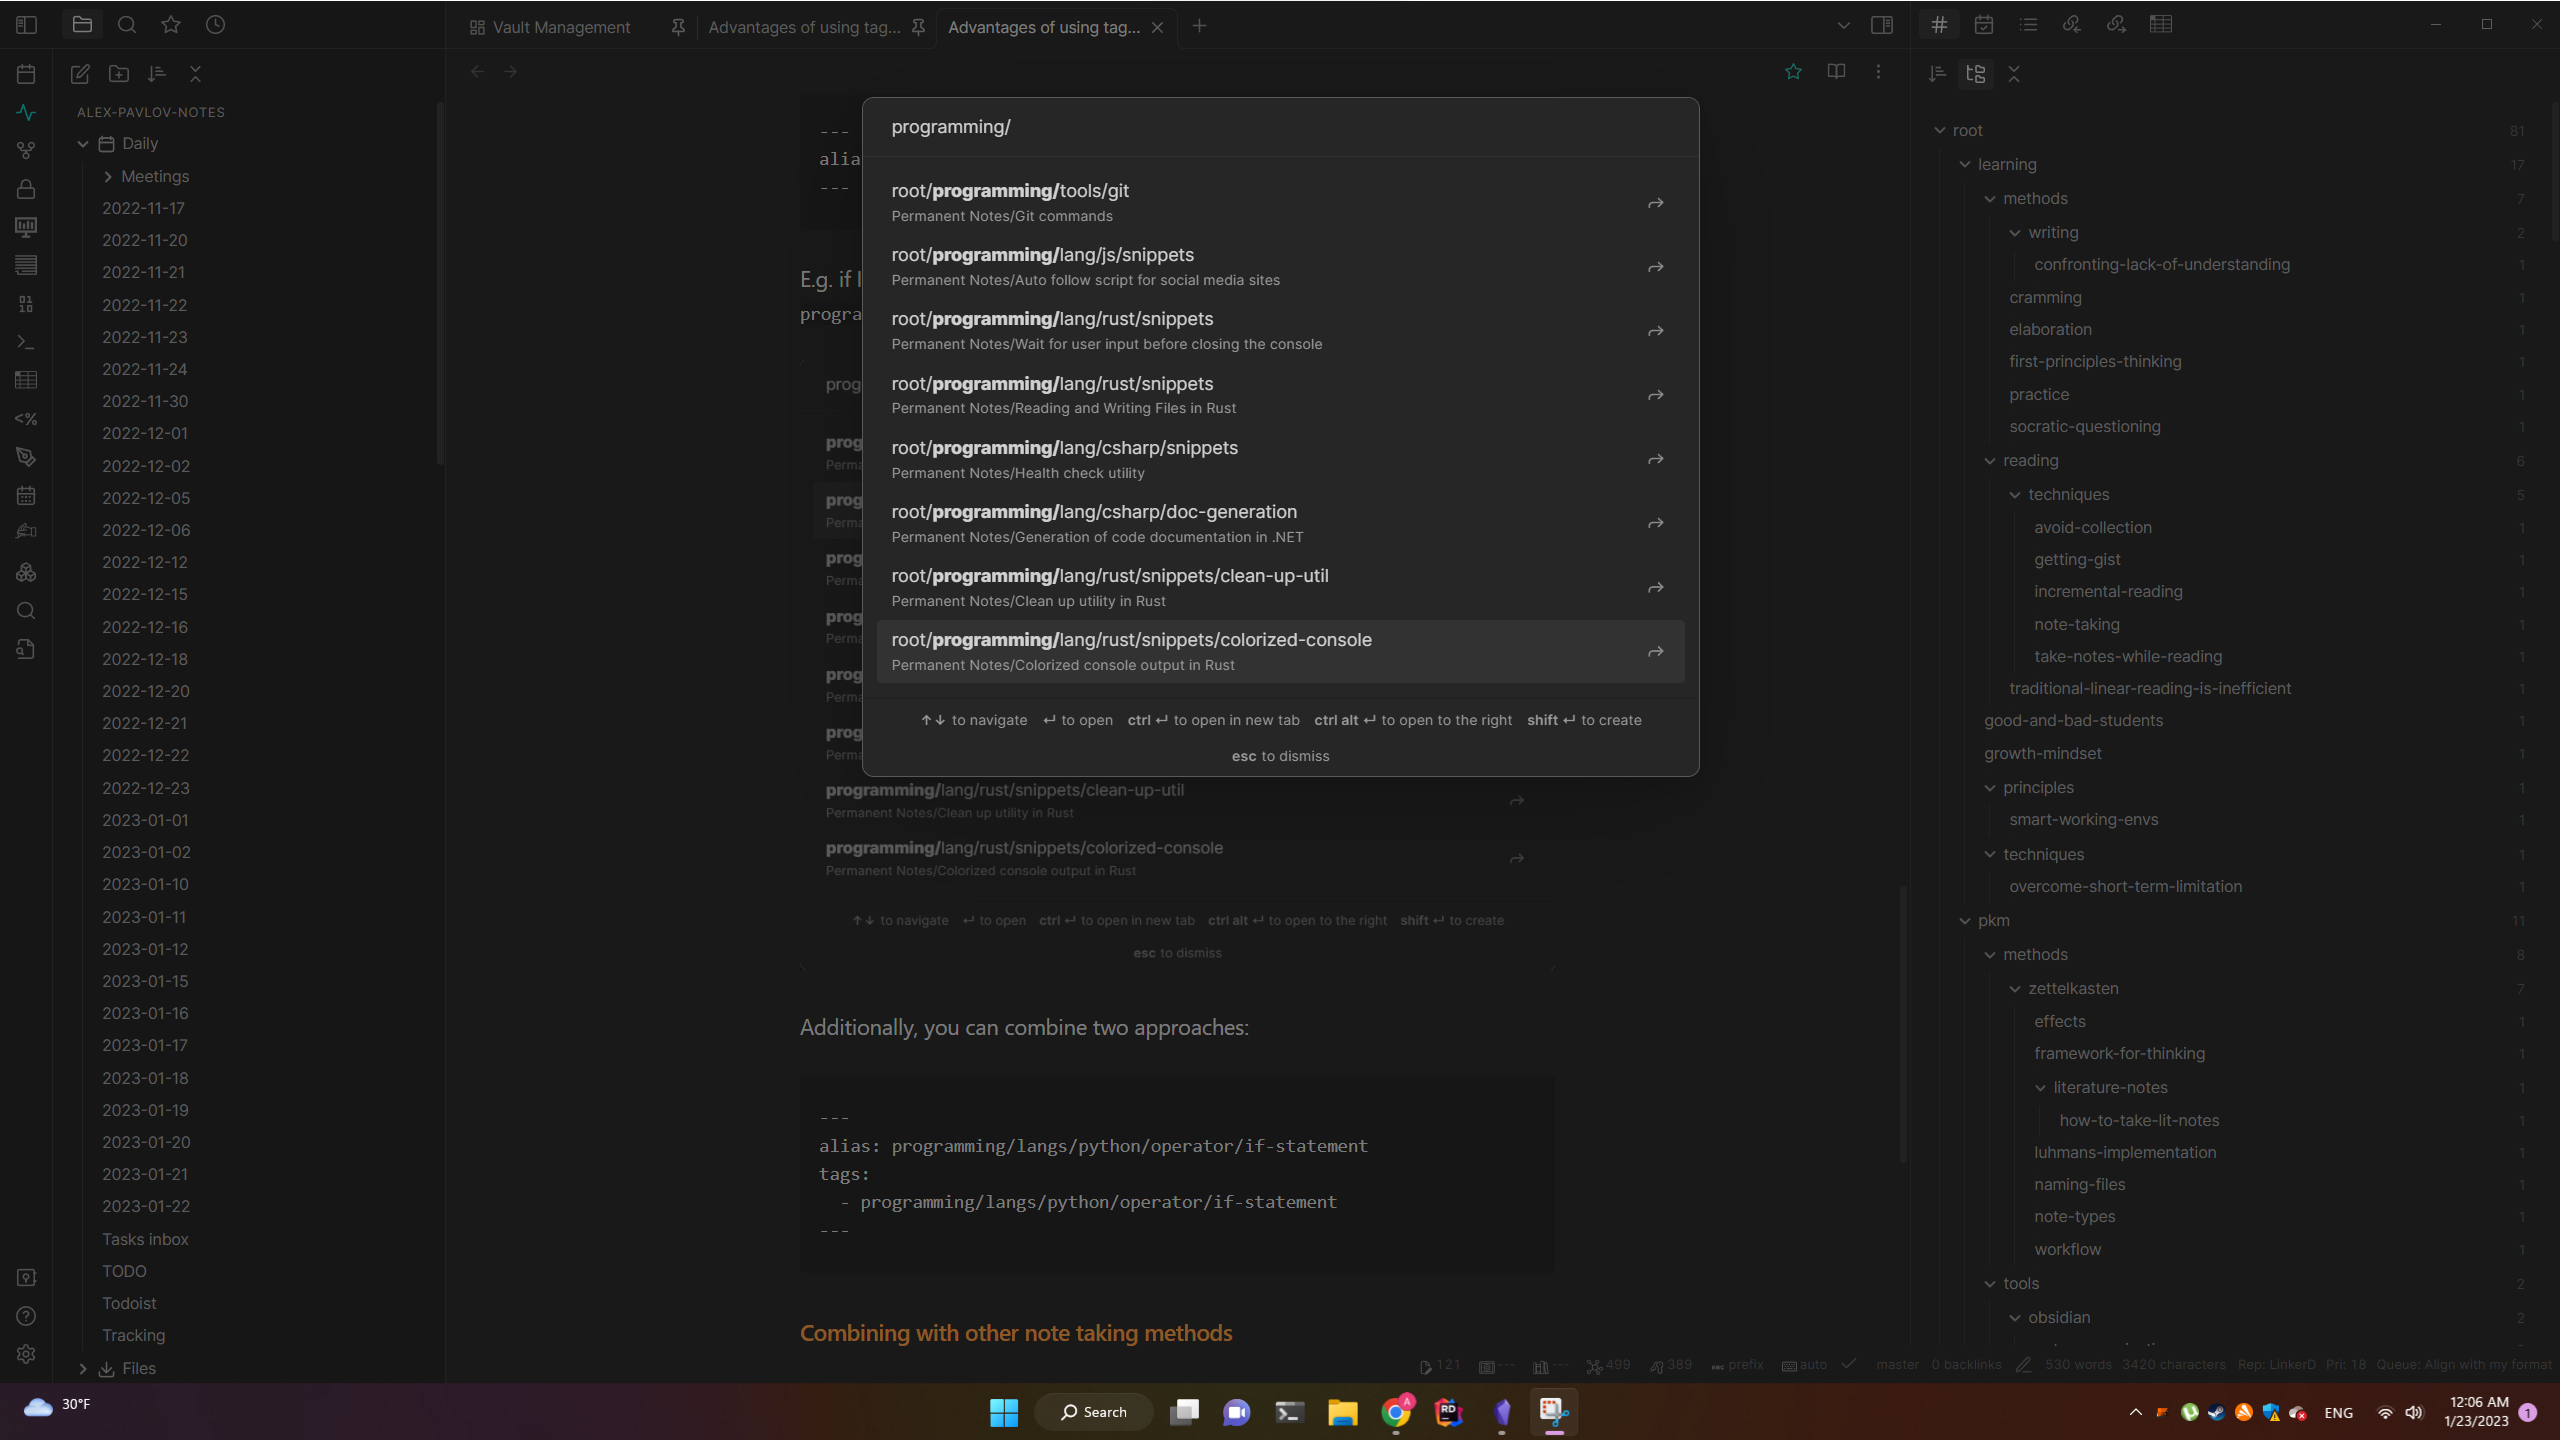 Vault Management
Advantages of using tag...
Advantages of using tag...
ALEX-PAVLOV-NOTES
Daily
Meetings
2022-11-17
2022-11-20
2022-11-21
2022-11-22
2022-11-23
2022-11-24
2022-11-30
2022-12-01
2022-12-02
2022-12-05
2022-12-06
2022-12-12
2022-12-15
2022-12-16
2022-12-18
2022-12-20
2022-12-21
2022-12-22
2022-12-23
2023-01-01
2023-01-02
2023-01-10
2023-01-11
2023-01-12
2023-01-15
2023-01-16
2023-01-17
2023-01-18
2023-01-19
2023-01-20
2023-01-21
2023-01-22
Tasks inbox
TODO
Todoist
Tracking
Files
---
alia
---
E.g. if I
progra
prog
prog
Perma
prog
Perma
prog
Perma
prog
Perma
prog
Perma
prog
Perma
programming/
root/programming/tools/git
Permanent Notes/Git commands
root/programming/lang/js/snippets
Permanent Notes/Auto follow script for social media sites
root/programming/lang/rust/snippets
Permanent Notes/Wait for user input before closing the console
root/programming/lang/rust/snippets
Permanent Notes/Reading and Writing Files in Rust
root/programming/lang/csharp/snippets
Permanent Notes/Health check utility
root/programming/lang/csharp/doc-generation
Permanent Notes/Generation of code documentation in .NET
root/programming/lang/rust/snippets/clean-up-util
Permanent Notes/Clean up utility in Rust
root/programming/lang/rust/snippets/colorized-console
Permanent Notes/Colorized console output in Rust
↑↓ to navigate ↵ to open ctrl ↵ to open in new tab ctrl alt ↵ to open to the right shift ↵ to create
esc to dismiss
programming/lang/rust/snippets/clean-up-util
Permanent Notes/Clean up utility in Rust
programming/lang/rust/snippets/colorized-console
Permanent Notes/Colorized console output in Rust
↑↓ to navigate ↵ to open ctrl ↵ to open in new tab ctrl alt ↵ to open to the right shift ↵ to create
esc to dismiss
Additionally, you can combine two approaches:
---
alias: programming/langs/python/operator/if-statement
tags:
- programming/langs/python/operator/if-statement
---
Combining with other note taking methods
root 81
learning 17
methods 7
writing 2
confronting-lack-of-understanding 1
cramming 1
elaboration 1
first-principles-thinking 1
practice 1
socratic-questioning 1
reading 6
techniques 5
avoid-collection 1
getting-gist 1
incremental-reading 1
note-taking 1
take-notes-while-reading 1
traditional-linear-reading-is-inefficient 1
good-and-bad-students 1
growth-mindset 1
principles 1
smart-working-envs 1
techniques 1
overcome-short-term-limitation 1
pkm 11
methods 8
zettelkasten 7
effects 1
framework-for-thinking 1
literature-notes 1
how-to-take-lit-notes 1
luhmans-implementation 1
naming-files 1
note-types 1
workflow 1
tools 2
obsidian 2
121 --- --- 499 389 prefix auto master 0 backlinks 530 words 3420 characters Rep: LinkerD Pri: 18 Queue: Align with my format
30°F
Search
ENG
12:06 AM
1/23/2023
1